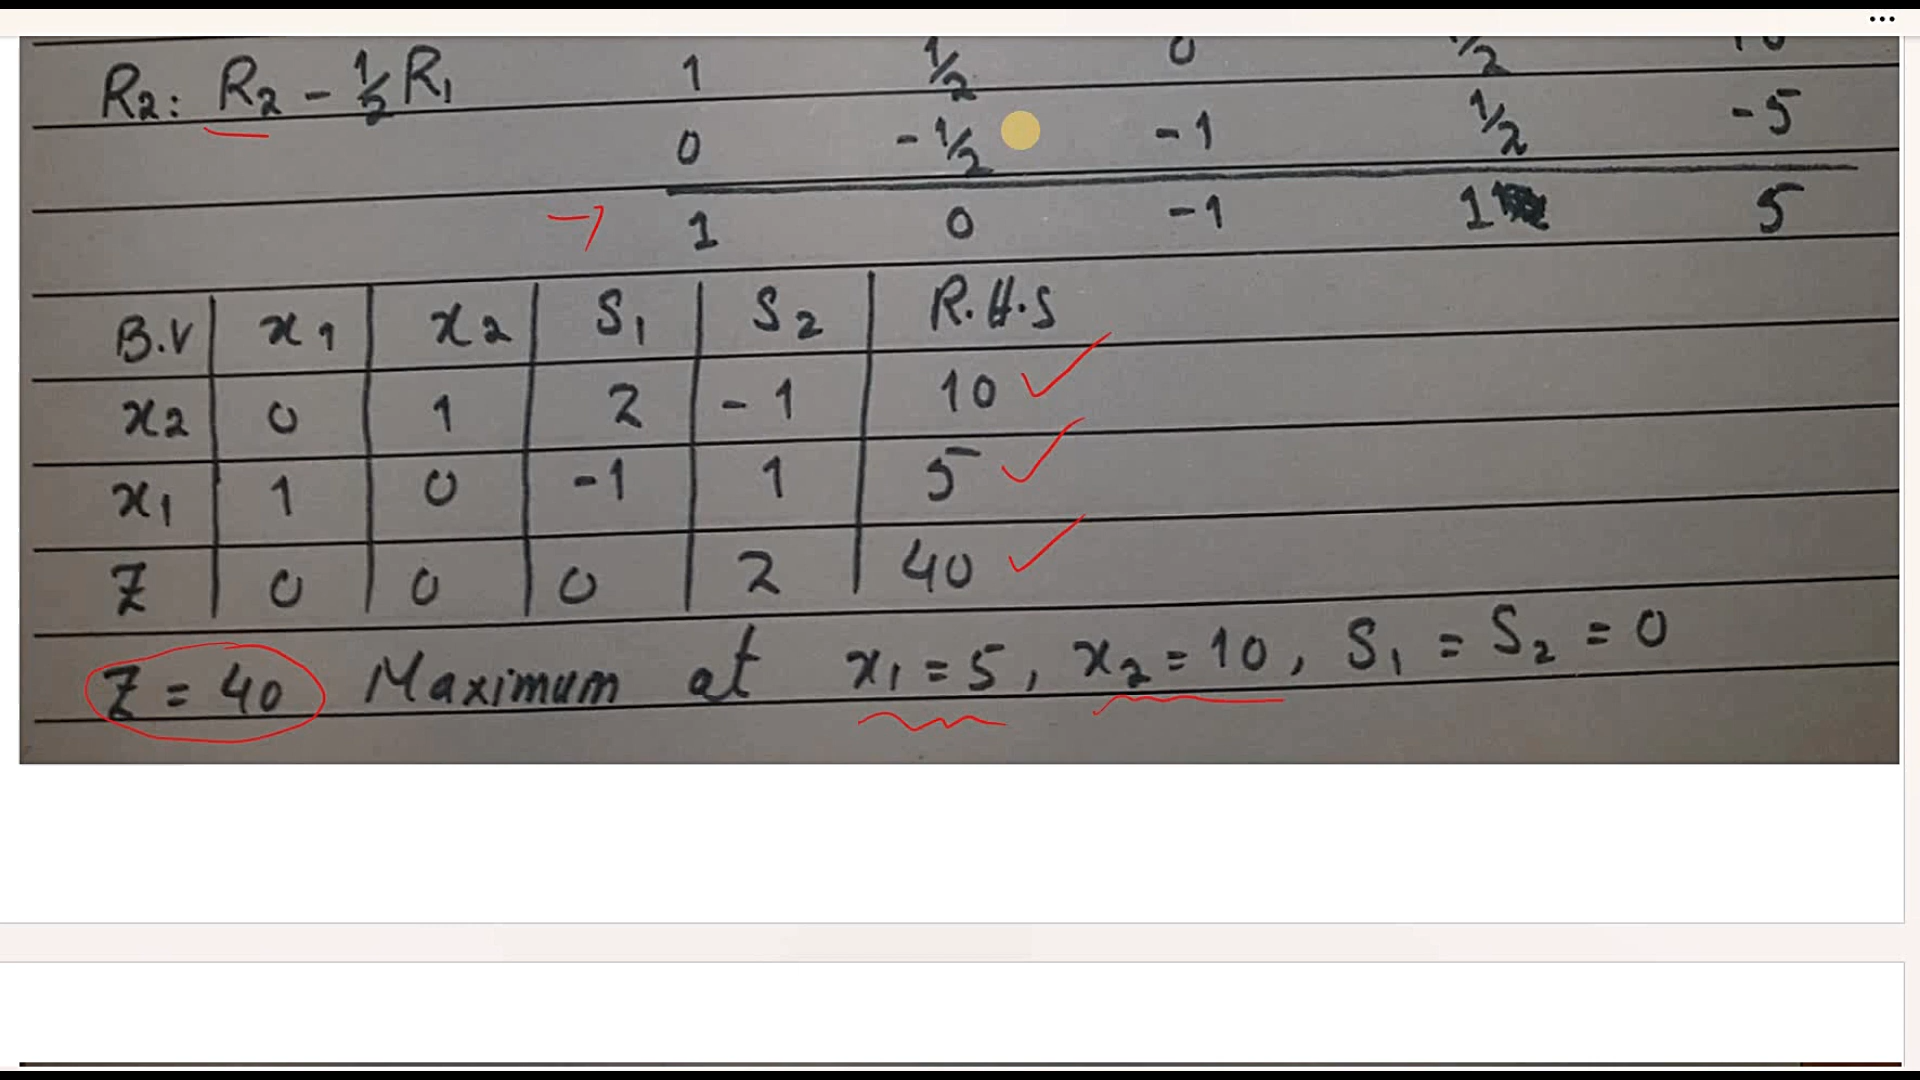 R2: R2 - 1/2 R1 1 1/2 0 1/2 10
0 -1/2 -1 1/2 -5
1 0 -1 1 5
B.V x1 x2 S1 S2 R.H.S
x2 0 1 2 -1 10
x1 1 0 -1 1 5
Z 0 0 0 2 40
Z = 40 Maximum at x1 = 5, x2 = 10, S1 = S2 = 0